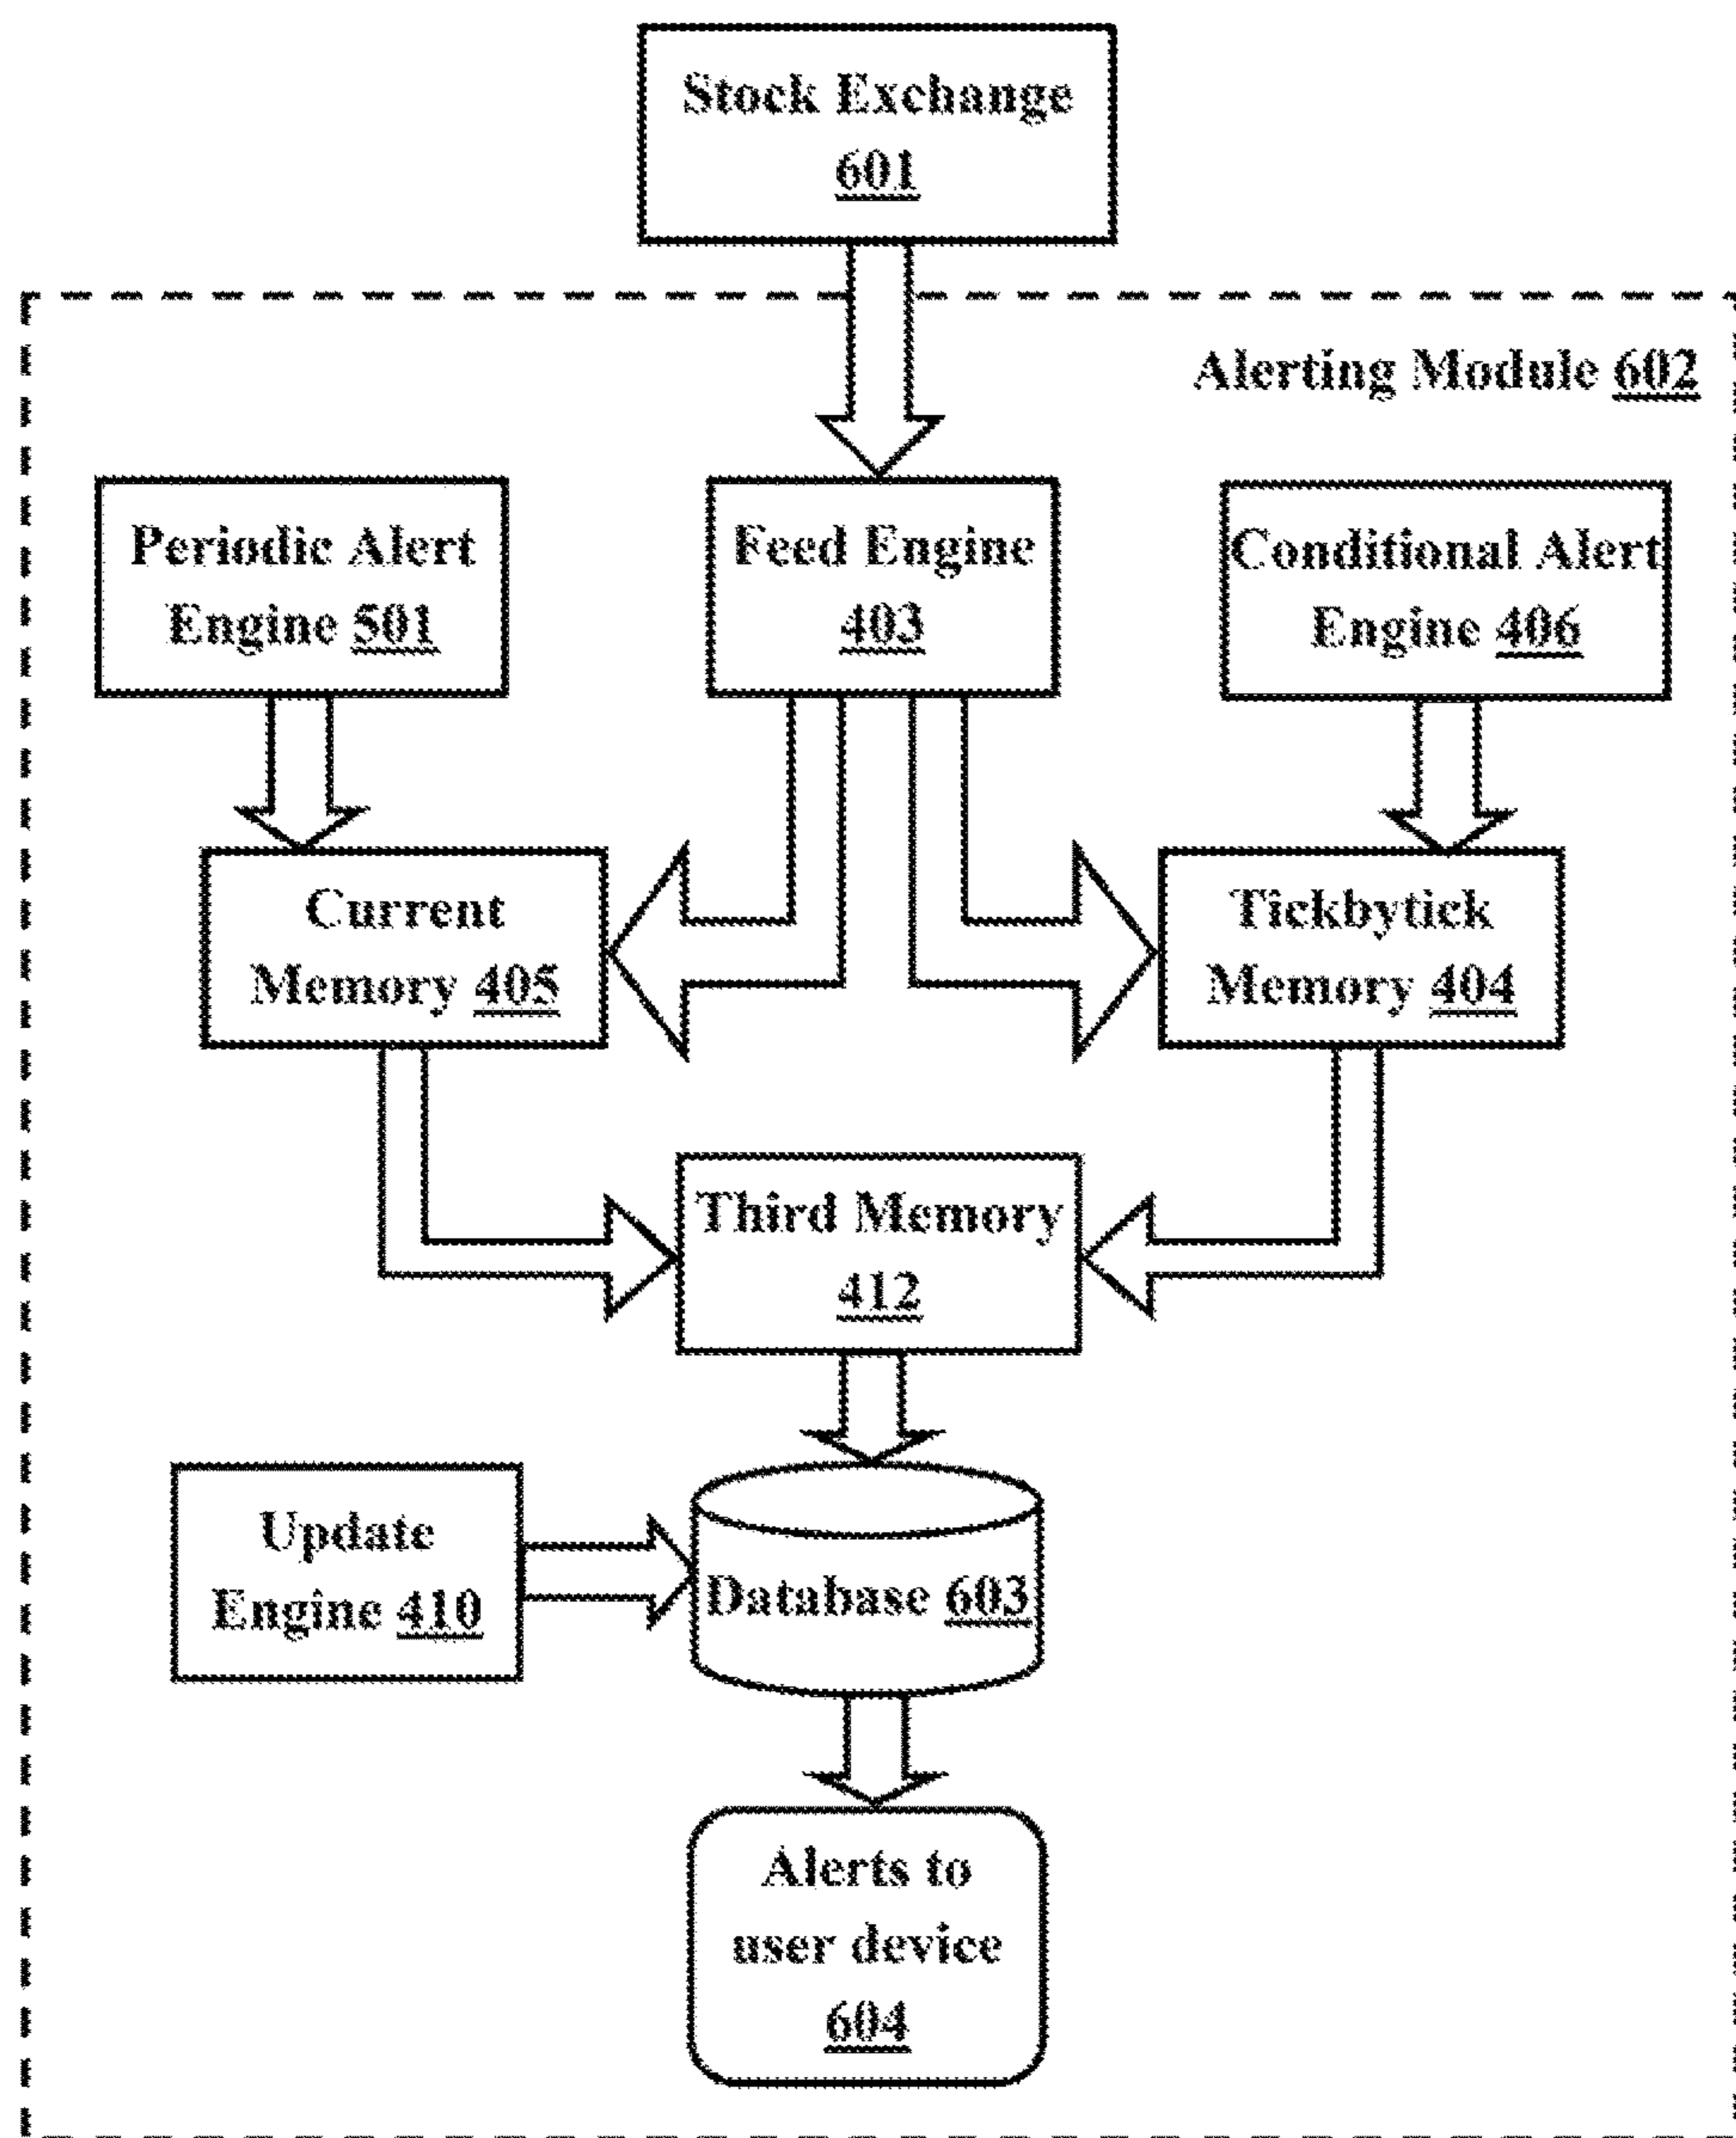 Stock Exchange
601
Alerting Module 602
Periodic Alert
Engine 501
Feed Engine
403
Conditional Alert
Engine 406
Current
Memory 405
Tickbytick
Memory 404
Third Memory
412
Update
Engine 410
Database 603
Alerts to
user device
604